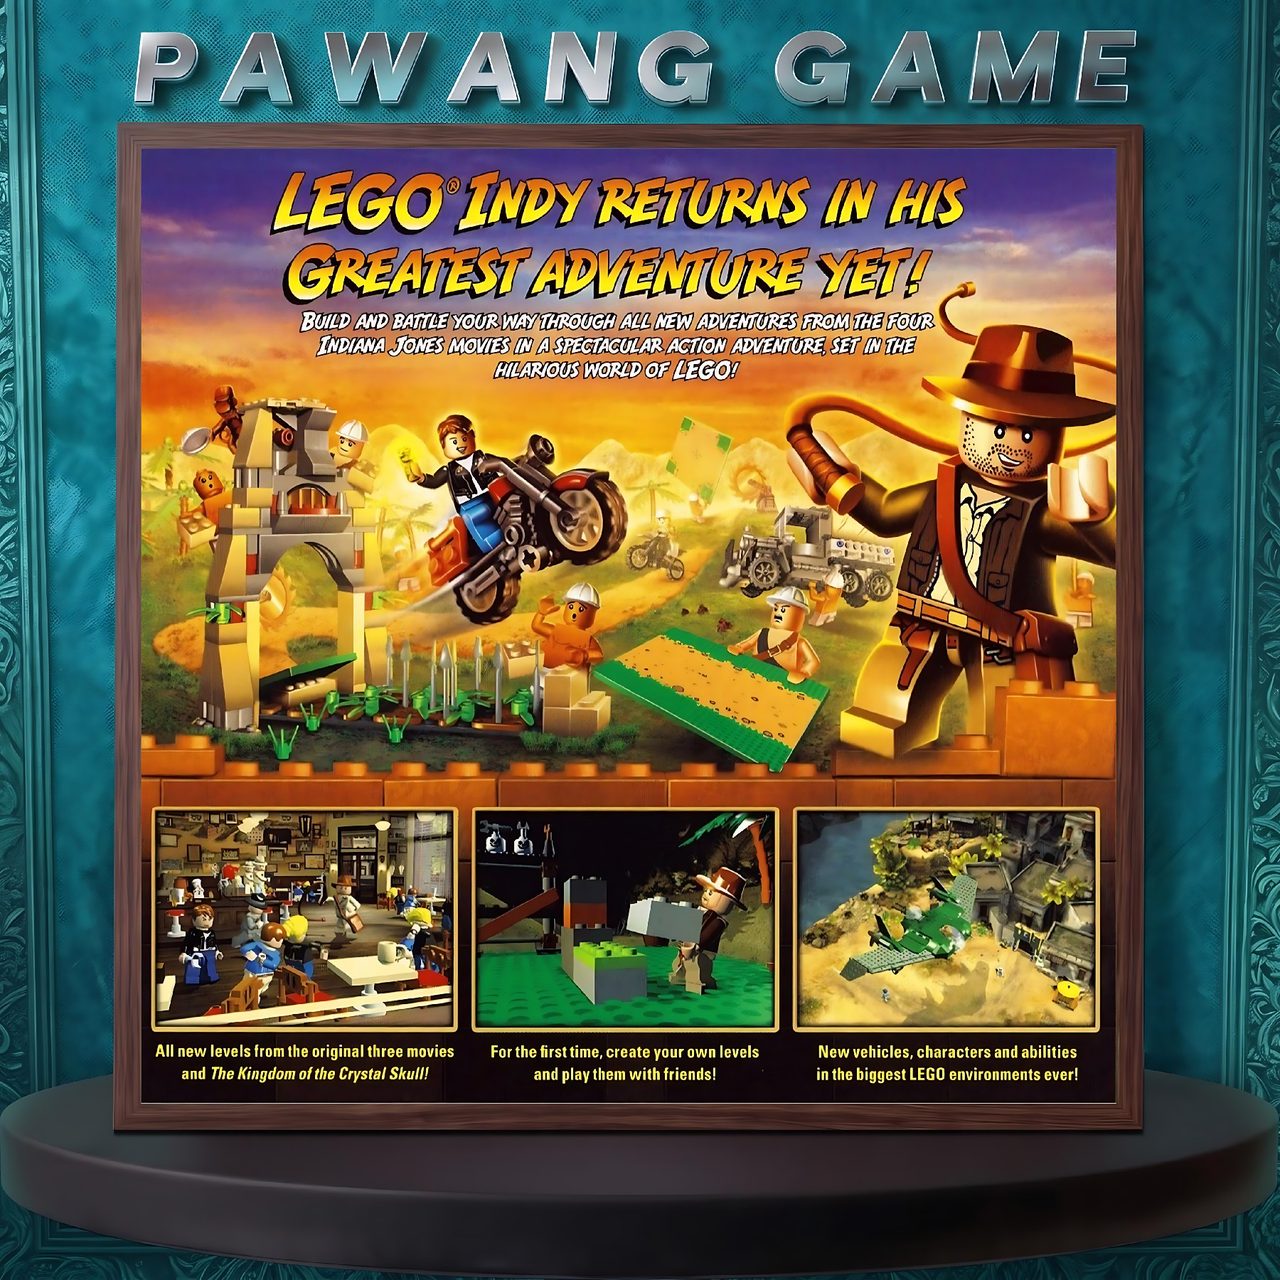 PAWANG GAME
LEGO® INDY RETURNS IN HIS
GREATEST ADVENTURE YET!
BUILD AND BATTLE YOUR WAY THROUGH ALL NEW ADVENTURES FROM THE FOUR
INDIANA JONES MOVIES IN A SPECTACULAR ACTION ADVENTURE, SET IN THE
HILARIOUS WORLD OF LEGO!
All new levels from the original three movies
and The Kingdom of the Crystal Skull!
For the first time, create your own levels
and play them with friends!
New vehicles, characters and abilities
in the biggest LEGO environments ever!